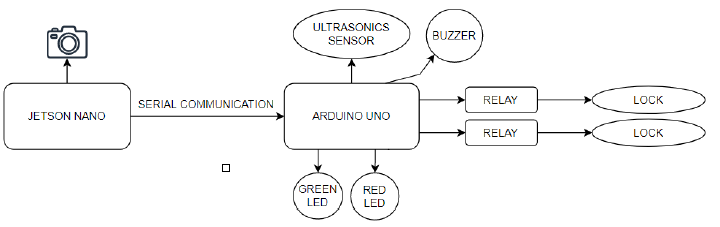 ULTRASONICS
SENSOR
BUZZER
JETSON NANO
SERIAL COMMUNICATION
ARDUINO UNO
RELAY
LOCK
RELAY
LOCK
GREEN
LED
RED
LED